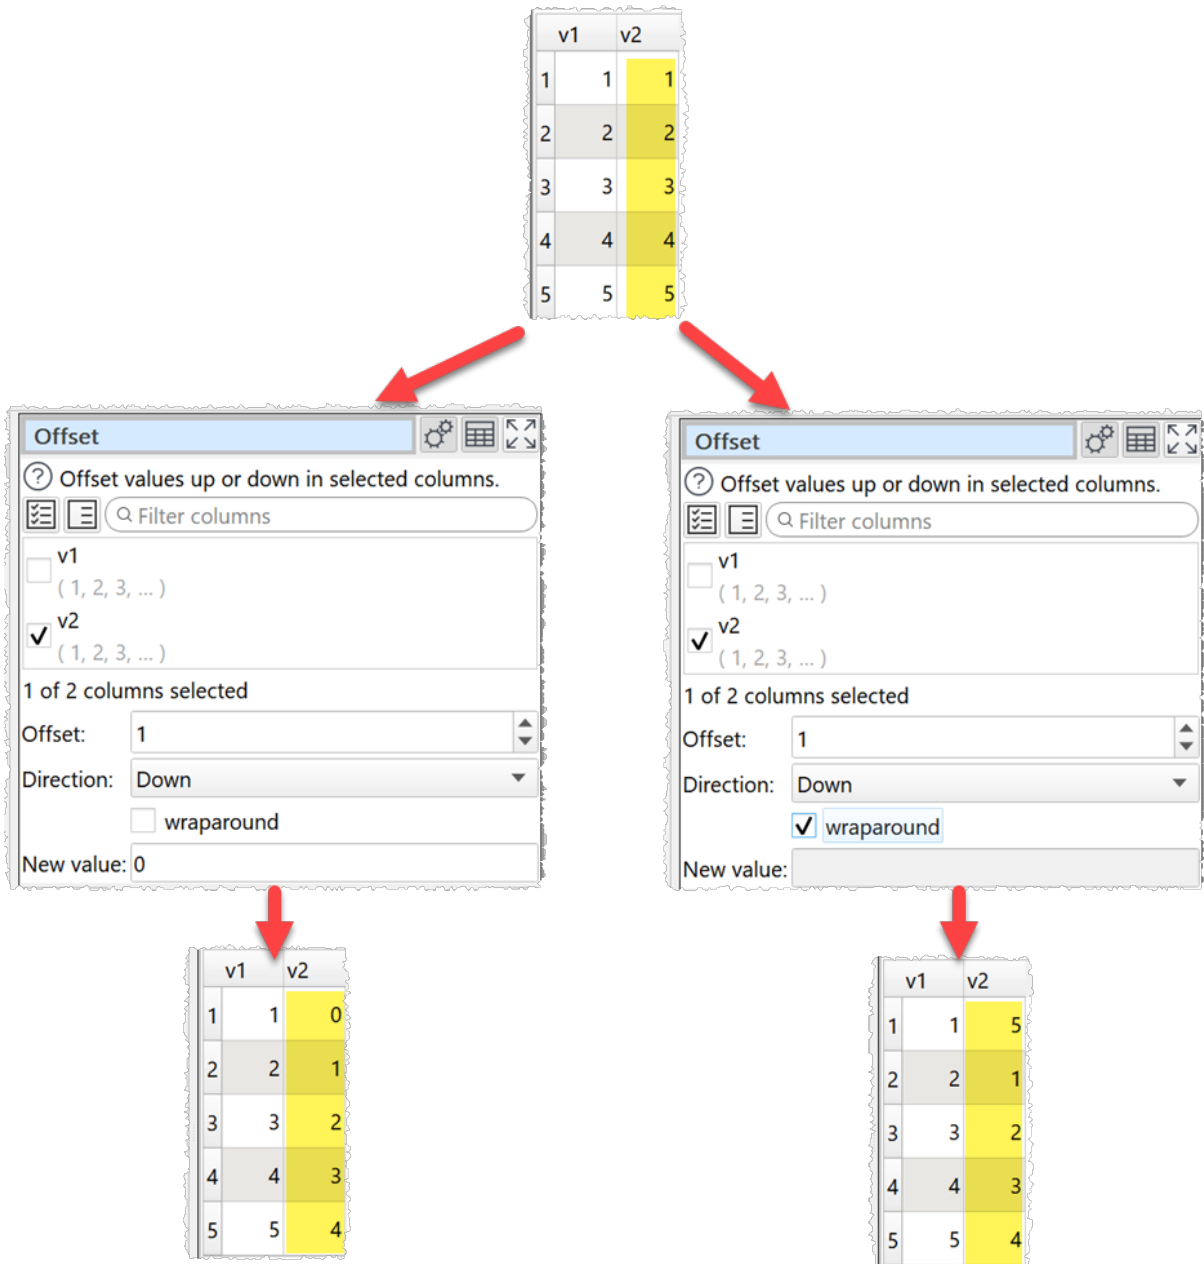 v1 v2
1 1 1
2 2 2
3 3 3
4 4 4
5 5 5
Offset
Offset values up or down in selected columns.
Filter columns
v1
( 1, 2, 3, ... )
v2
( 1, 2, 3, ... )
1 of 2 columns selected
Offset: 1
Direction: Down
wraparound
New value: 0
Offset
Offset values up or down in selected columns.
Filter columns
v1
( 1, 2, 3, ... )
v2
( 1, 2, 3, ... )
1 of 2 columns selected
Offset: 1
Direction: Down
wraparound
New value:
v1 v2
1 1 0
2 2 1
3 3 2
4 4 3
5 5 4
v1 v2
1 1 5
2 2 1
3 3 2
4 4 3
5 5 4